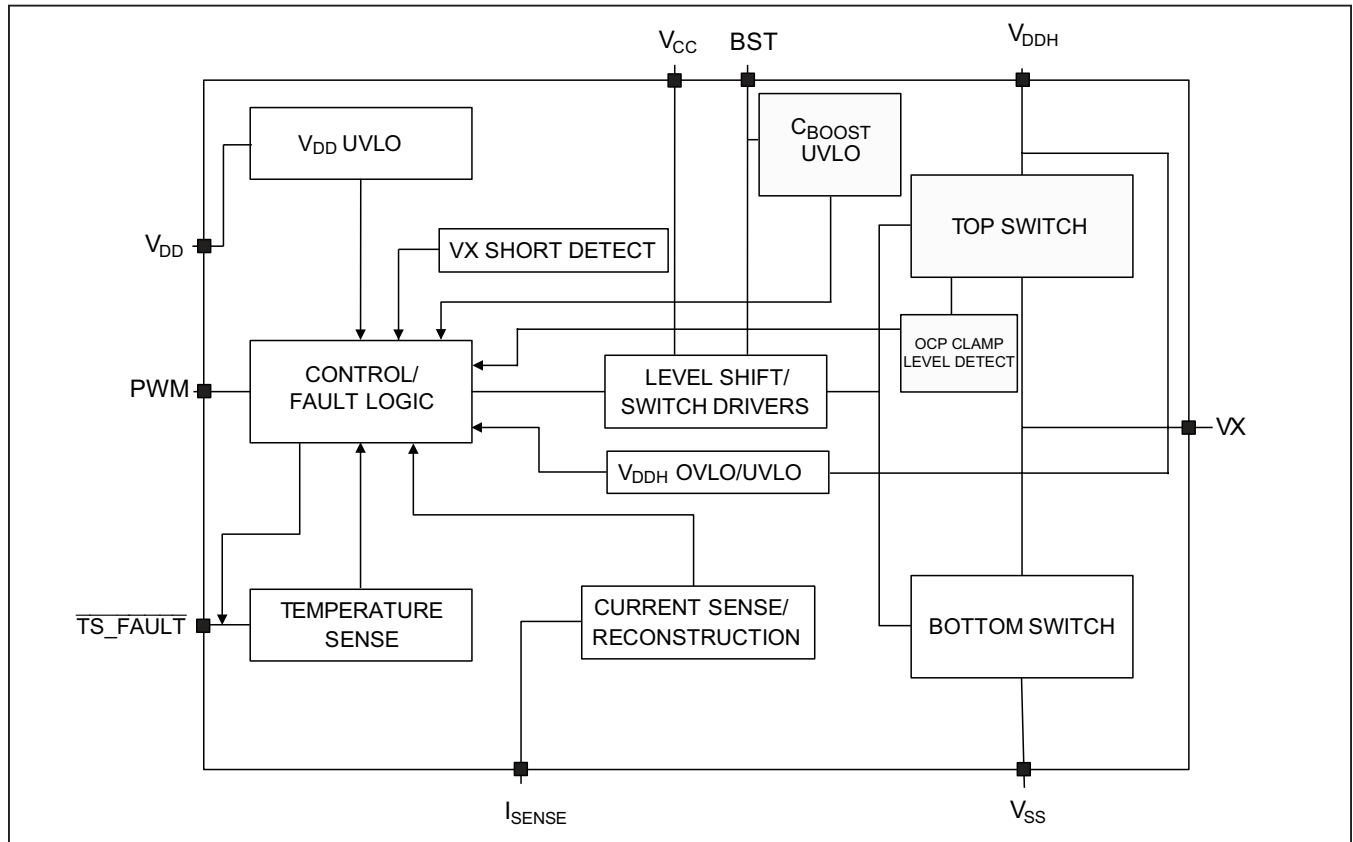 VCC
BST
VDDH
VDD UVLO
CBOOST
UVLO
TOP SWITCH
VDD
VX SHORT DETECT
OCP CLAMP
LEVEL DETECT
PWM
CONTROL/
FAULT LOGIC
LEVEL SHIFT/
SWITCH DRIVERS
VX
VDDH OVLO/UVLO
TS_FAULT
TEMPERATURE
SENSE
CURRENT SENSE/
RECONSTRUCTION
BOTTOM SWITCH
ISENSE
VSS